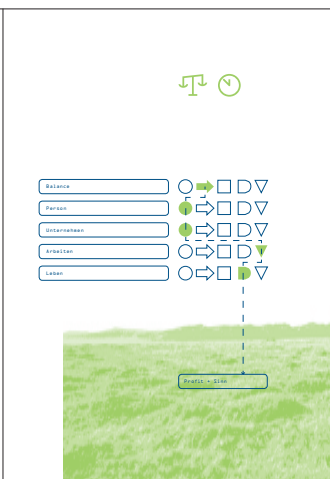 Balance
Person
Unternehmen
Arbeiten
Leben
Profit + Sinn